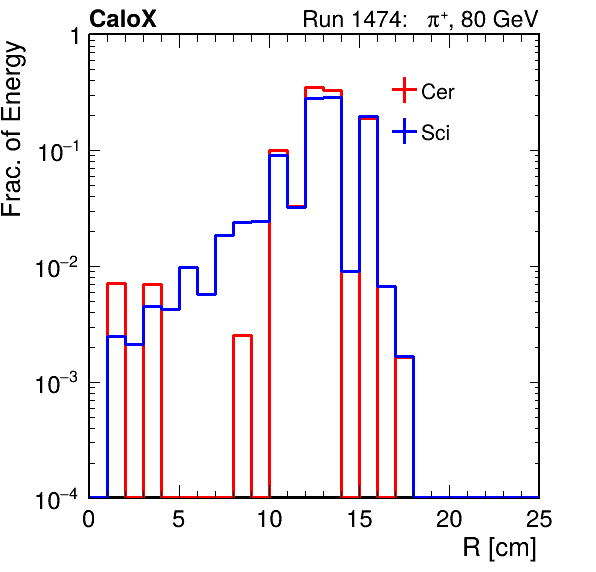 CaloX Run 1474: π⁺, 80 GeV
Frac. of Energy
1
10⁻¹
10⁻²
10⁻³
10⁻⁴
Cer
Sci
0 5 10 15 20 25
R [cm]